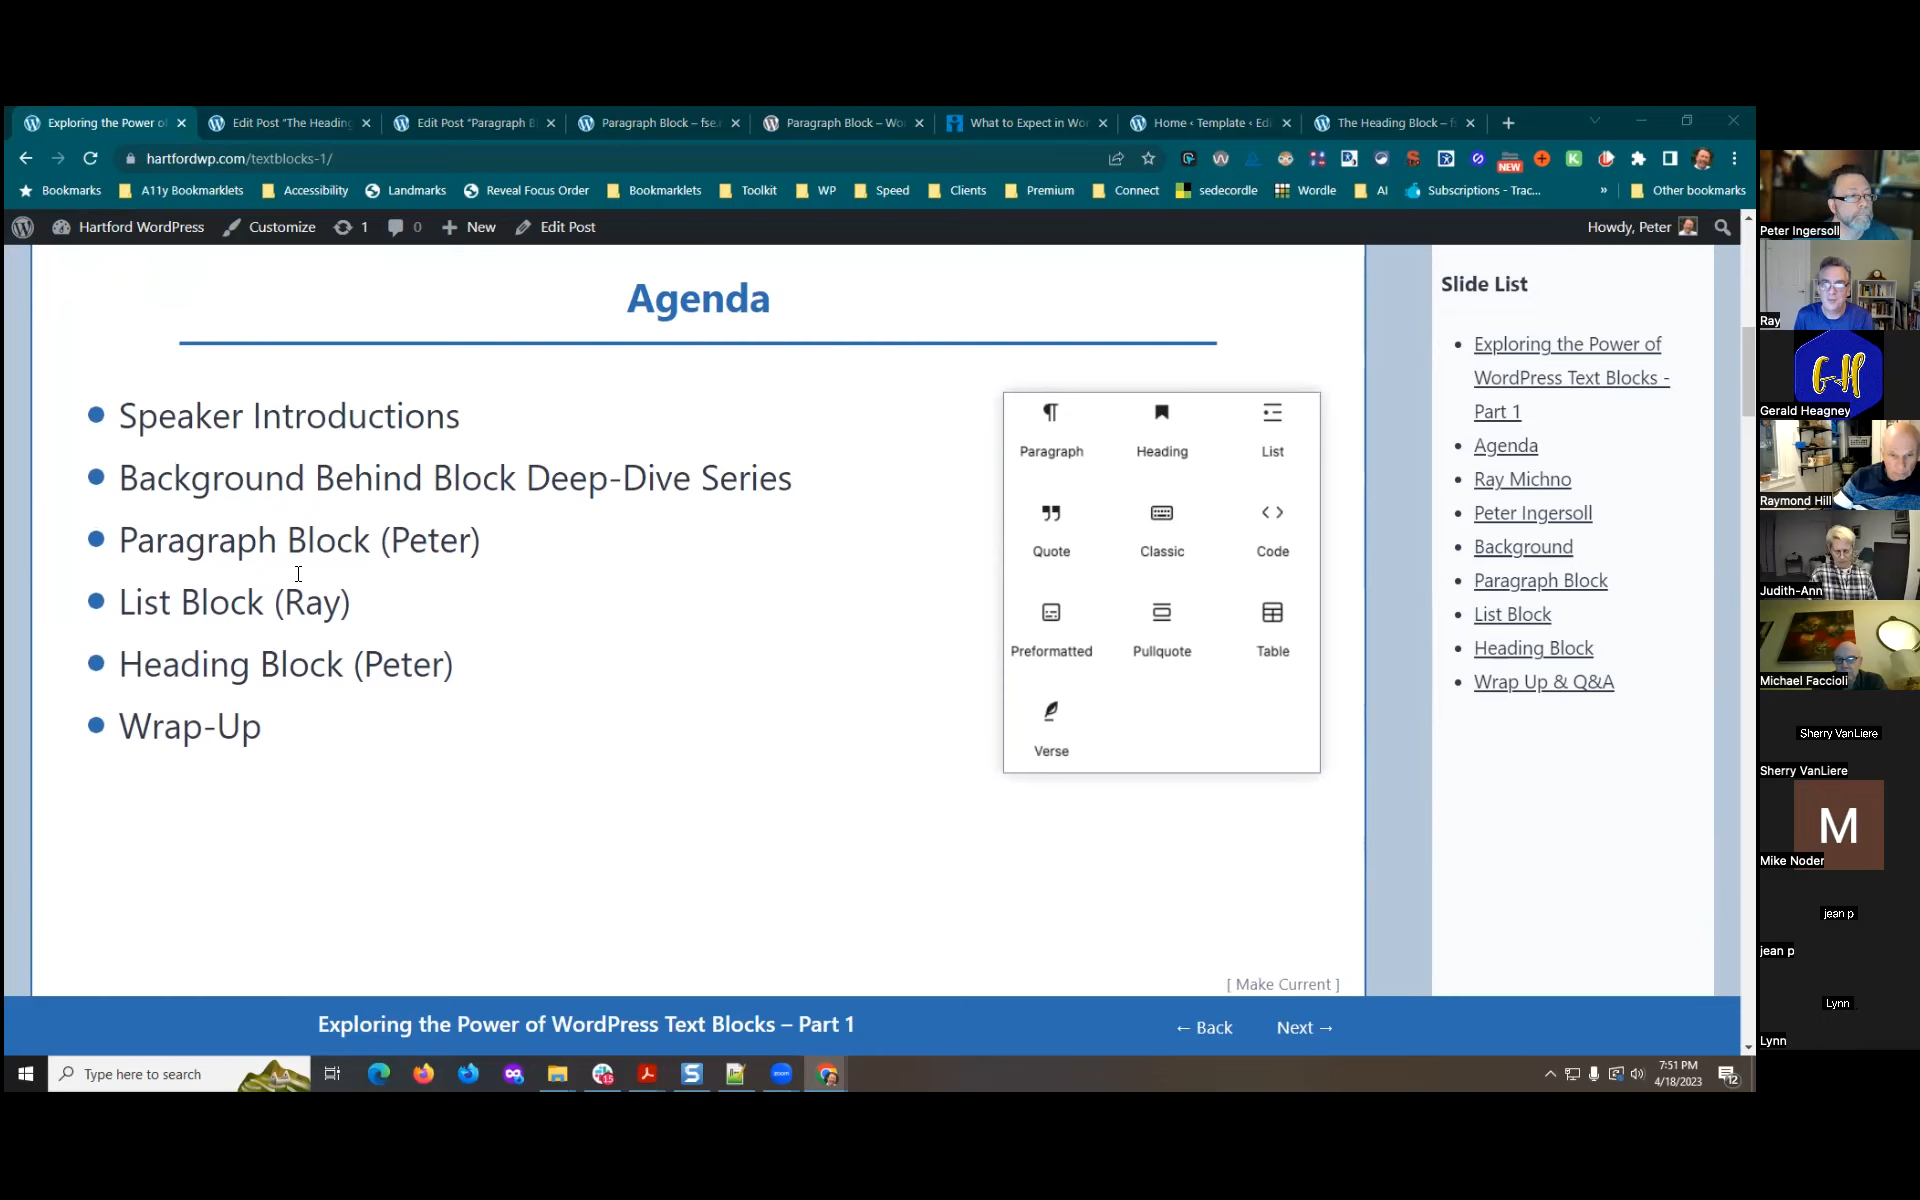 Exploring the Power of
Edit Post "The Heading
Edit Post "Paragraph B
Paragraph Block – fse.
Paragraph Block – Wo
What to Expect in Wor
Home ‹ Template ‹ Edi
The Heading Block – f
hartfordwp.com/textblocks-1/
NEW
Bookmarks
A11y Bookmarklets
Accessibility
Landmarks
Reveal Focus Order
Bookmarklets
Toolkit
WP
Speed
Clients
Premium
Connect
sedecordle
Wordle
AI
Subscriptions - Trac...
»
Other bookmarks
Hartford WordPress
Customize
1
0
New
Edit Post
Howdy, Peter
Agenda
Speaker Introductions
Background Behind Block Deep-Dive Series
Paragraph Block (Peter)
List Block (Ray)
Heading Block (Peter)
Wrap-Up
Paragraph
Heading
List
Quote
Classic
Code
Preformatted
Pullquote
Table
Verse
[ Make Current ]
Slide List
Exploring the Power of
WordPress Text Blocks -
Part 1
Agenda
Ray Michno
Peter Ingersoll
Background
Paragraph Block
List Block
Heading Block
Wrap Up & Q&A
Exploring the Power of WordPress Text Blocks – Part 1
← Back
Next →
Type here to search
15
7:51 PM
4/18/2023
12
Peter Ingersoll
Ray
GH
Gerald Heagney
Raymond Hill
Judith-Ann
Michael Faccioli
Sherry VanLiere
Sherry VanLiere
M
Mike Noder
jean p
jean p
Lynn
Lynn